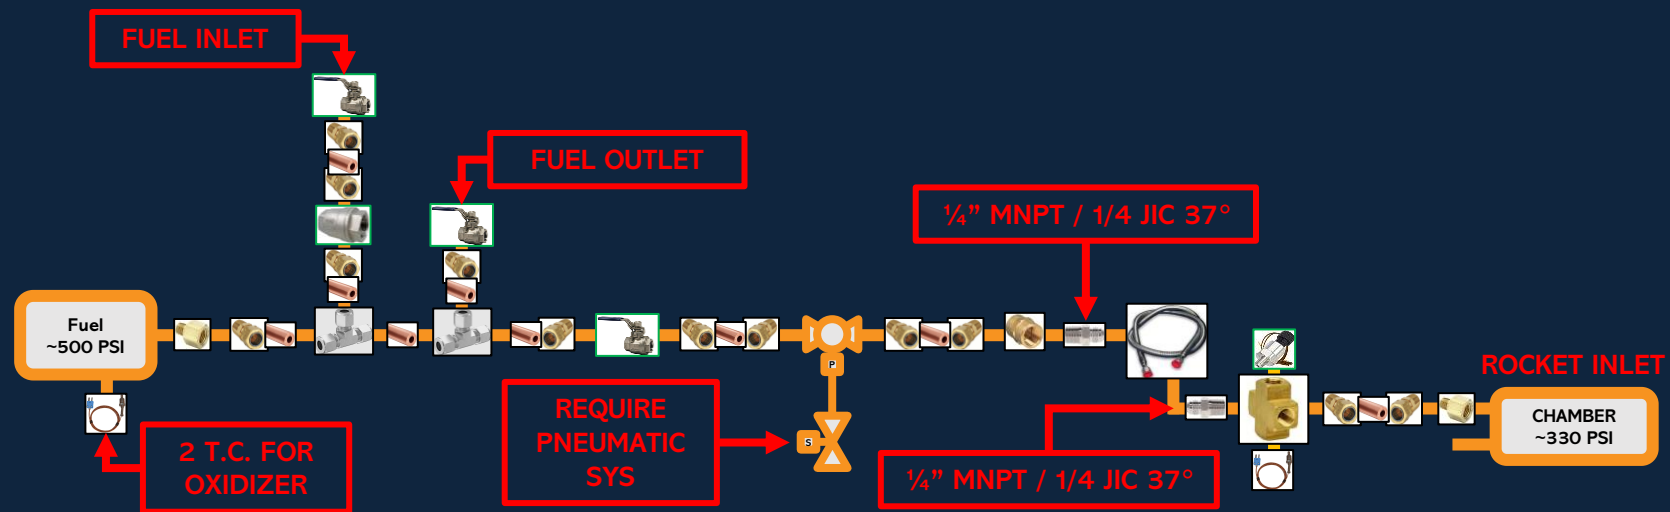 FUEL INLET
FUEL OUTLET
¼” MNPT / 1/4 JIC 37°
Fuel
~500 PSI
P
S
REQUIRE
PNEUMATIC
SYS
2 T.C. FOR
OXIDIZER
¼” MNPT / 1/4 JIC 37°
ROCKET INLET
CHAMBER
~330 PSI